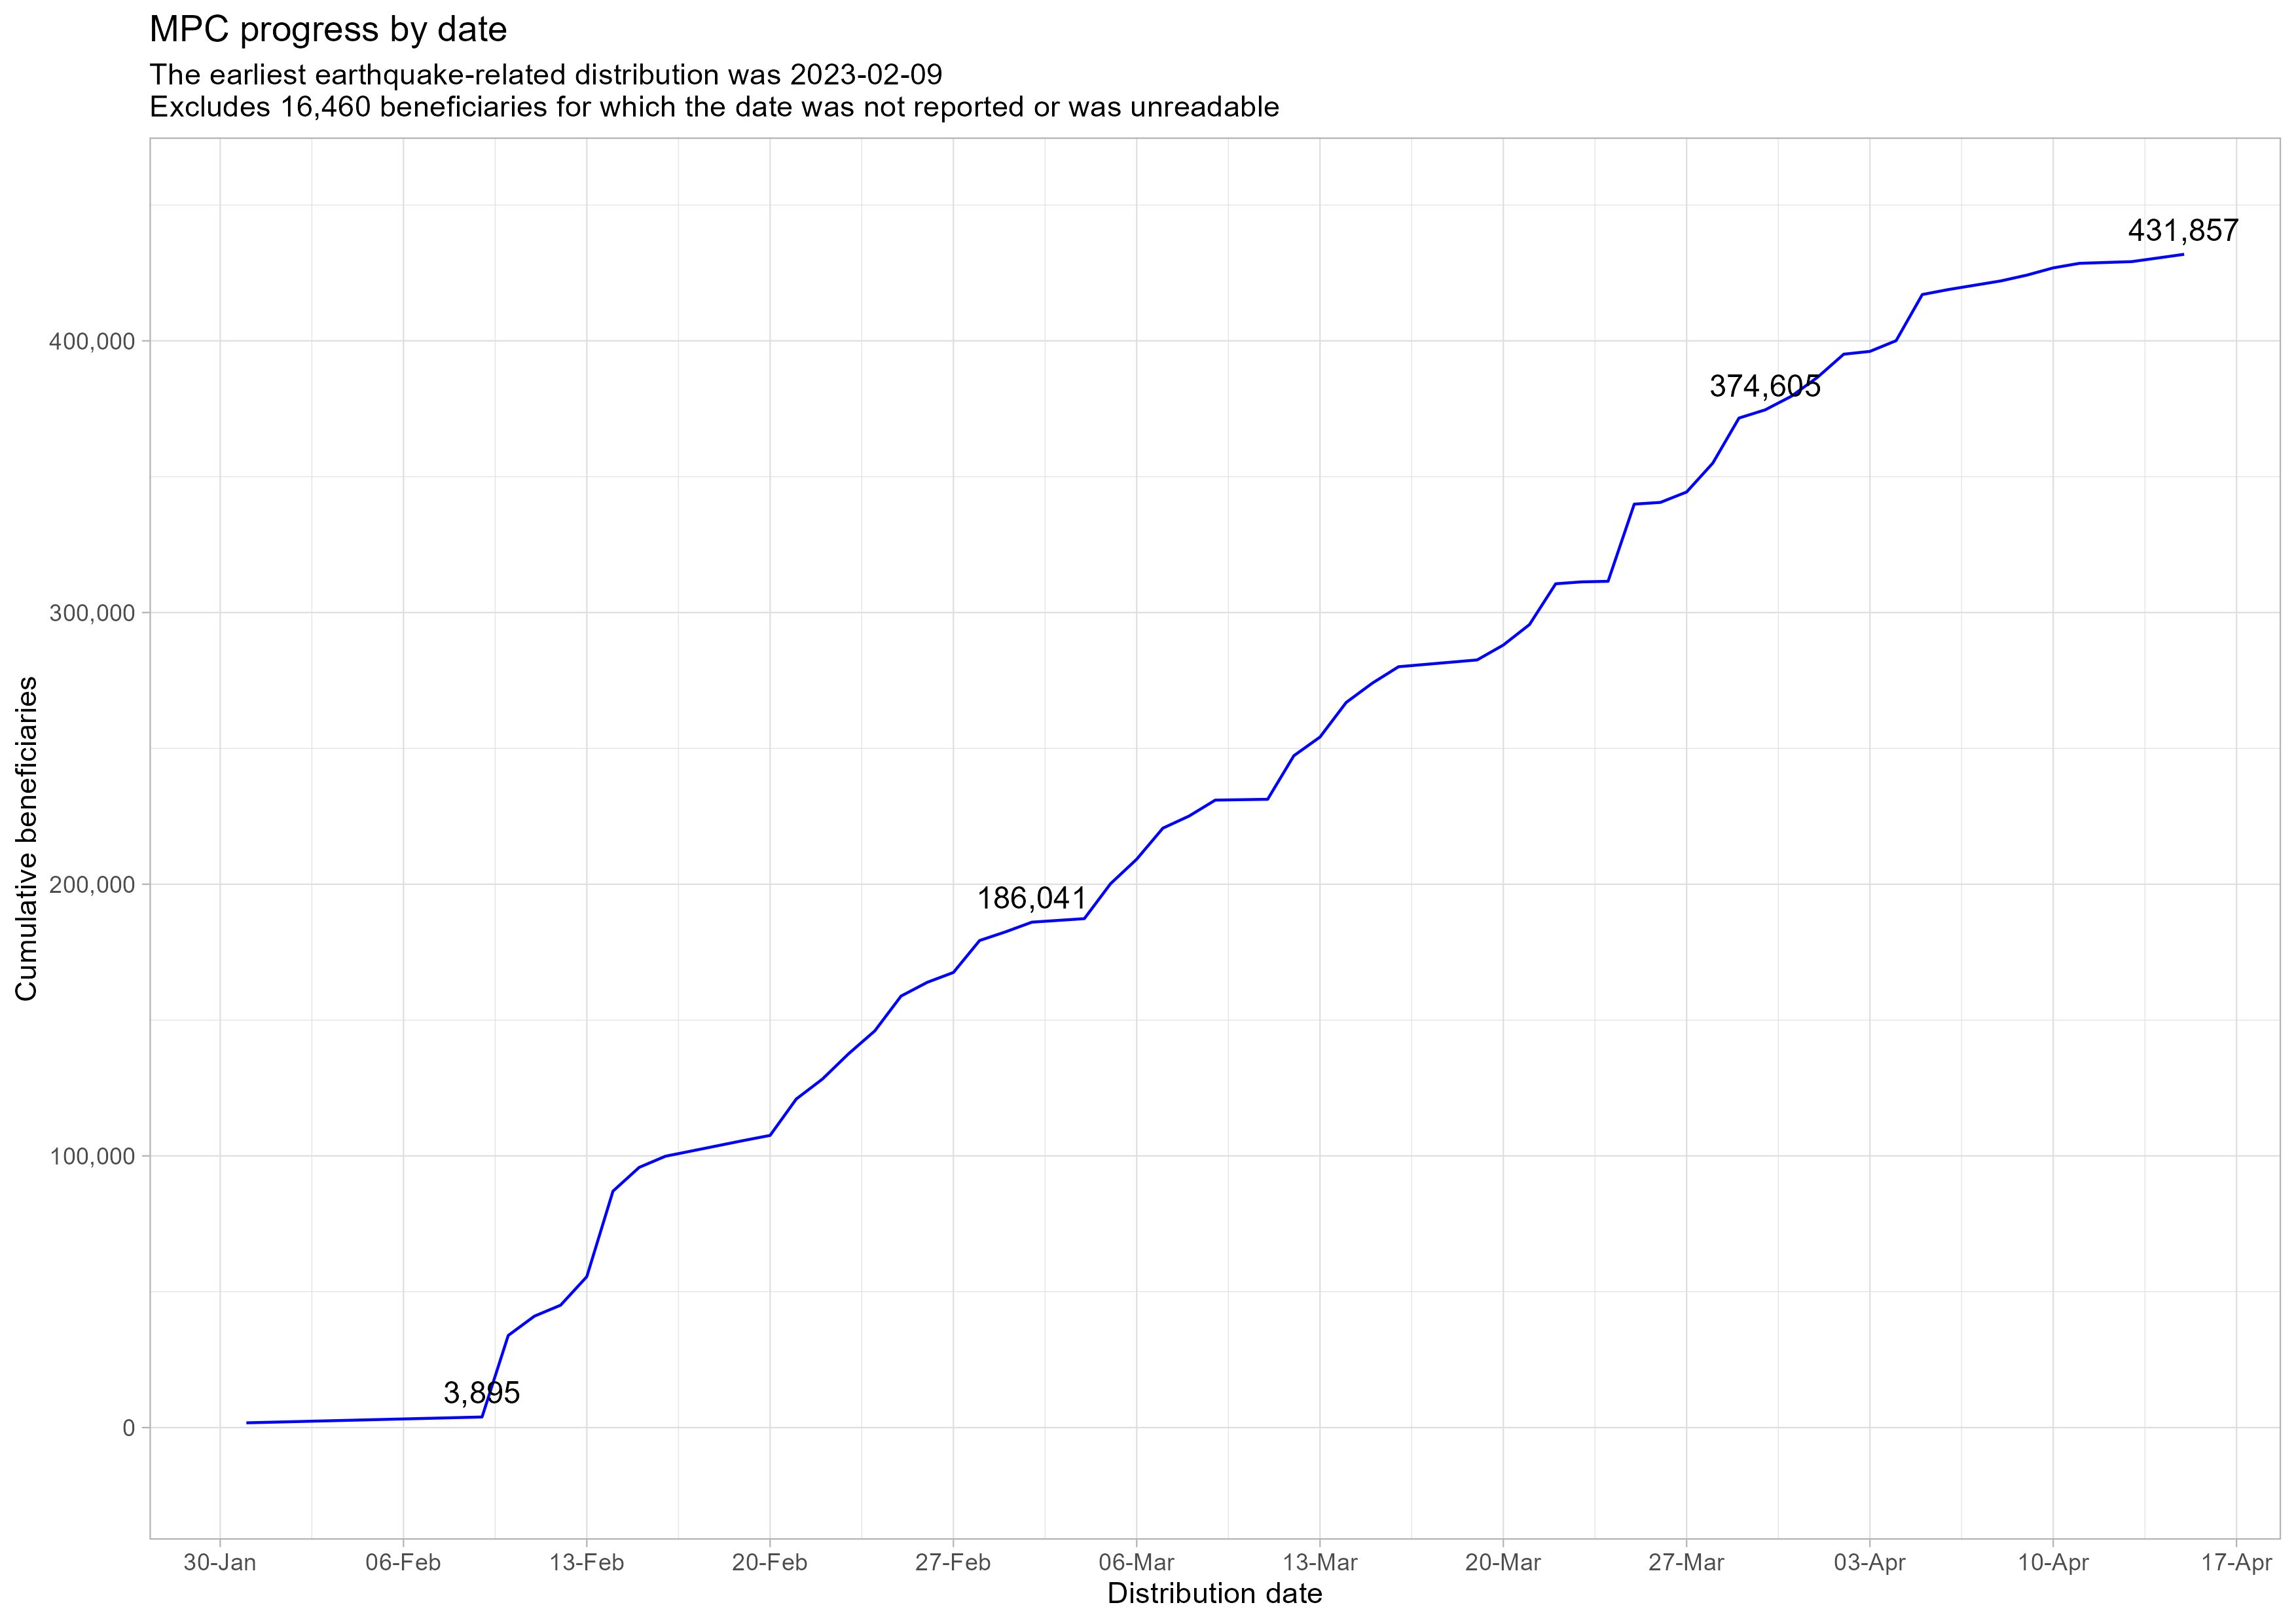 MPC progress by date
The earliest earthquake-related distribution was 2023-02-09
Excludes 16,460 beneficiaries for which the date was not reported or was unreadable
431,857
400,000
374,605
300,000
Cumulative beneficiaries
200,000
186,041
100,000
3,895
0
30-Jan 06-Feb 13-Feb 20-Feb 27-Feb 06-Mar 13-Mar 20-Mar 27-Mar 03-Apr 10-Apr 17-Apr
Distribution date